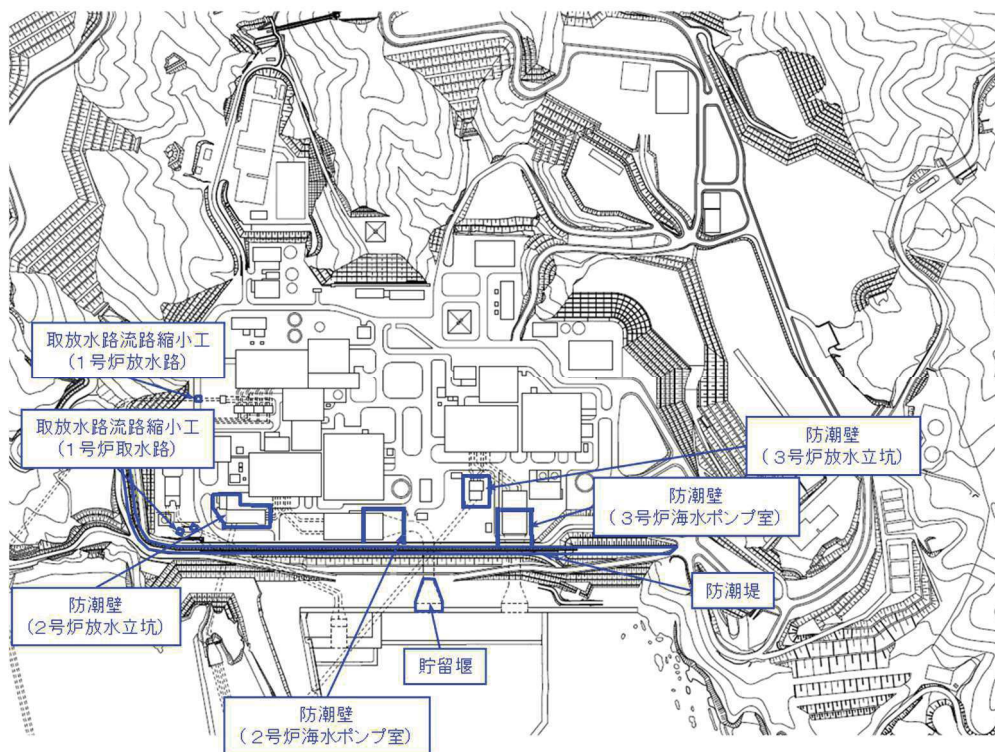 取放水路流路縮小工
(1号炉放水路)
取放水路流路縮小工
(1号炉取水路)
防潮壁
(3号炉放水立坑)
防潮壁
(3号炉海水ポンプ室)
防潮堤
防潮壁
(2号炉放水立坑)
貯留堰
防潮壁
(2号炉海水ポンプ室)